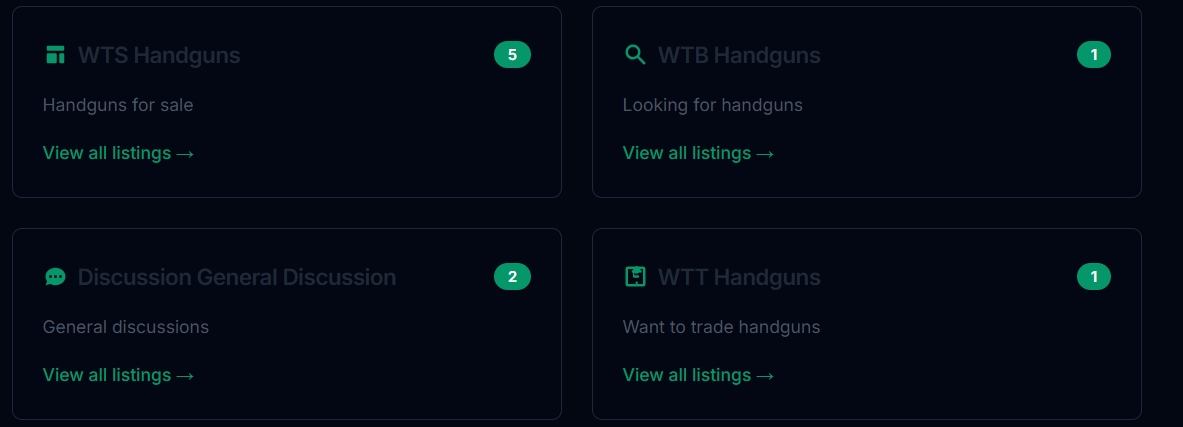 WTS Handguns 5
Handguns for sale
View all listings →
WTB Handguns 1
Looking for handguns
View all listings →
Discussion General Discussion 2
General discussions
View all listings →
WTT Handguns 1
Want to trade handguns
View all listings →